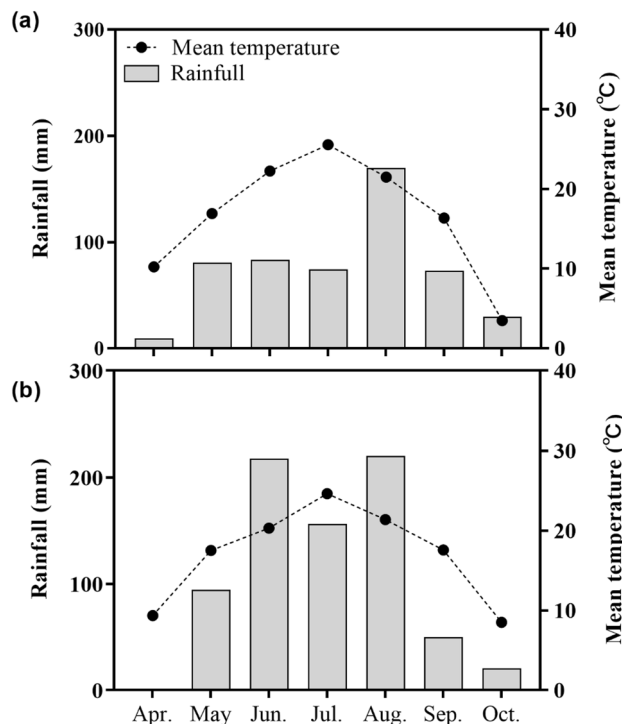 (a)
Mean temperature
Rainfall
Rainfall (mm)
300
200
100
0
Mean temperature (℃)
40
30
20
10
0
(b)
Rainfall (mm)
300
200
100
0
Mean temperature (℃)
40
30
20
10
0
Apr. May Jun. Jul. Aug. Sep. Oct.